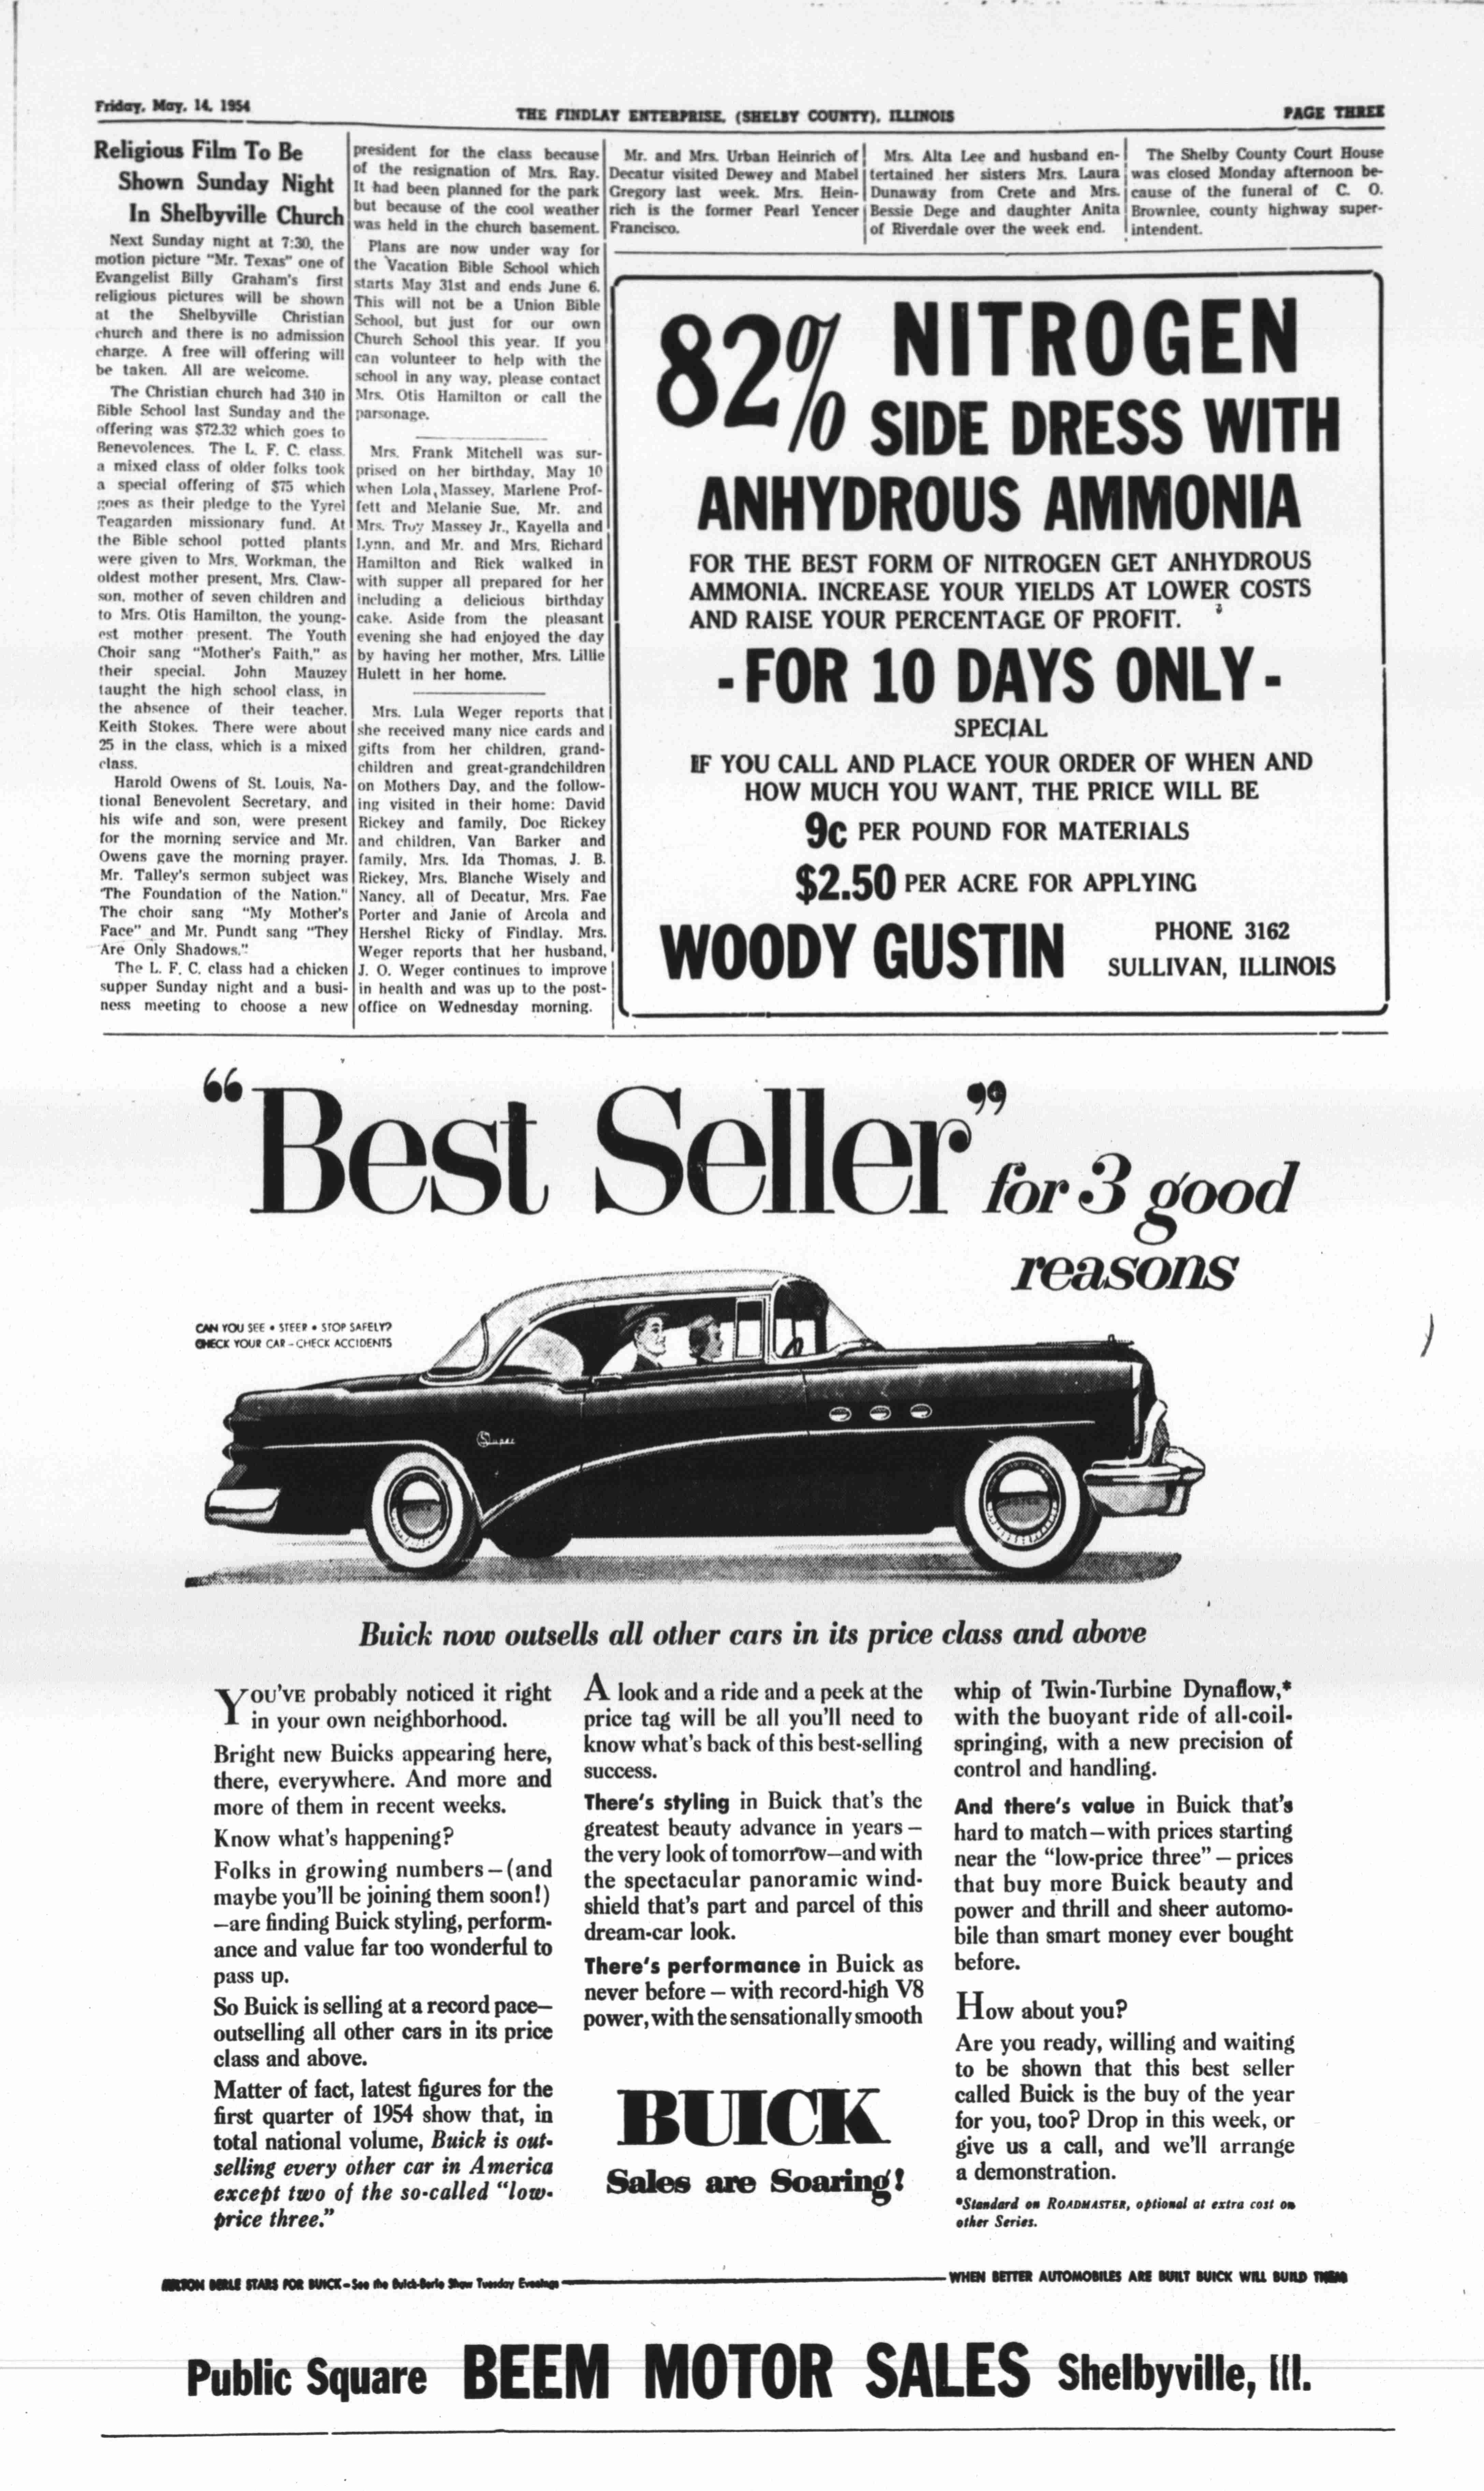 Friday, May, 14, 1954
THE FINDLAY ENTERPRISE, (SHELBY COUNTY), ILLINOIS
PAGE THREE
Religious Film To Be
Shown Sunday Night
In Shelbyville Church
Next Sunday night at 7:30, the
motion picture "Mr. Texas" one of
Evangelist Billy Graham's first
religious pictures will be shown
at the Shelbyville Christian
church and there is no admission
charge. A free will offering will
be taken. All are welcome.
The Christian church had 340 in
Bible School last Sunday and the
offering was $72.32 which goes to
Benevolences. The L. F. C. class,
a mixed class of older folks took
a special offering of $75 which
goes as their pledge to the Yyrel
Teagarden missionary fund. At
the Bible school potted plants
were given to Mrs. Workman, the
oldest mother present, Mrs. Claw-
son, mother of seven children and
to Mrs. Otis Hamilton, the young-
est mother present. The Youth
Choir sang "Mother's Faith," as
their special. John Mauzey
taught the high school class, in
the absence of their teacher,
Keith Stokes. There were about
25 in the class, which is a mixed
class.
Harold Owens of St. Louis, Na-
tional Benevolent Secretary, and
his wife and son, were present
for the morning service and Mr.
Owens gave the morning prayer.
Mr. Talley's sermon subject was
'The Foundation of the Nation."
The choir sang "My Mother's
Face" and Mr. Pundt sang "They
Are Only Shadows."
The L. F. C. class had a chicken
supper Sunday night and a busi-
ness meeting to choose a new
president for the class because
of the resignation of Mrs. Ray.
It had been planned for the park
but because of the cool weather
was held in the church basement.
Plans are now under way for
the Vacation Bible School which
starts May 31st and ends June 6.
This will not be a Union Bible
School, but just for our own
Church School this year. If you
can volunteer to help with the
school in any way, please contact
Mrs. Otis Hamilton or call the
parsonage.
Mrs. Frank Mitchell was sur-
prised on her birthday, May 10
when Lola Massey, Marlene Prof-
fett and Melanie Sue, Mr. and
Mrs. Troy Massey Jr., Kayella and
Lynn, and Mr. and Mrs. Richard
Hamilton and Rick walked in
with supper all prepared for her
including a delicious birthday
cake. Aside from the pleasant
evening she had enjoyed the day
by having her mother, Mrs. Lillie
Hulett in her home.
Mrs. Lula Weger reports that
she received many nice cards and
gifts from her children, grand-
children and great-grandchildren
on Mothers Day, and the follow-
ing visited in their home: David
Rickey and family, Doc Rickey
and children, Van Barker and
family, Mrs. Ida Thomas, J. B.
Rickey, Mrs. Blanche Wisely and
Nancy, all of Decatur, Mrs. Fae
Porter and Janie of Arcola and
Hershel Ricky of Findlay. Mrs.
Weger reports that her husband,
J. O. Weger continues to improve
in health and was up to the post-
office on Wednesday morning.
Mr. and Mrs. Urban Heinrich of
Decatur visited Dewey and Mabel
Gregory last week. Mrs. Hein-
rich is the former Pearl Yencer
Francisco.
Mrs. Alta Lee and husband en-
tertained her sisters Mrs. Laura
Dunaway from Crete and Mrs.
Bessie Dege and daughter Anita
of Riverdale over the week end.
The Shelby County Court House
was closed Monday afternoon be-
cause of the funeral of C. O.
Brownlee, county highway super-
intendent.
82% NITROGEN
SIDE DRESS WITH
ANHYDROUS AMMONIA
FOR THE BEST FORM OF NITROGEN GET ANHYDROUS
AMMONIA. INCREASE YOUR YIELDS AT LOWER COSTS
AND RAISE YOUR PERCENTAGE OF PROFIT.
- FOR 10 DAYS ONLY -
SPECIAL
IF YOU CALL AND PLACE YOUR ORDER OF WHEN AND
HOW MUCH YOU WANT, THE PRICE WILL BE
9c PER POUND FOR MATERIALS
$2.50 PER ACRE FOR APPLYING
WOODY GUSTIN
PHONE 3162
SULLIVAN, ILLINOIS
"Best Seller" for 3 good
reasons
CAN YOU SEE • STEER • STOP SAFELY?
CHECK YOUR CAR - CHECK ACCIDENTS
Super
Buick now outsells all other cars in its price class and above
YOU'VE probably noticed it right
in your own neighborhood.
Bright new Buicks appearing here,
there, everywhere. And more and
more of them in recent weeks.
Know what's happening?
Folks in growing numbers—(and
maybe you'll be joining them soon!)
—are finding Buick styling, perform-
ance and value far too wonderful to
pass up.
So Buick is selling at a record pace—
outselling all other cars in its price
class and above.
Matter of fact, latest figures for the
first quarter of 1954 show that, in
total national volume, Buick is out-
selling every other car in America
except two of the so-called "low-
price three."
A look and a ride and a peek at the
price tag will be all you'll need to
know what's back of this best-selling
success.
There's styling in Buick that's the
greatest beauty advance in years —
the very look of tomorrow—and with
the spectacular panoramic wind-
shield that's part and parcel of this
dream-car look.
There's performance in Buick as
never before — with record-high V8
power, with the sensationally smooth
whip of Twin-Turbine Dynaflow,*
with the buoyant ride of all-coil-
springing, with a new precision of
control and handling.
And there's value in Buick that's
hard to match—with prices starting
near the "low-price three" — prices
that buy more Buick beauty and
power and thrill and sheer automo-
bile than smart money ever bought
before.
How about you?
Are you ready, willing and waiting
to be shown that this best seller
called Buick is the buy of the year
for you, too? Drop in this week, or
give us a call, and we'll arrange
a demonstration.
*Standard on ROADMASTER, optional at extra cost on
other Series.
BUICK
Sales are Soaring!
MILTON BERLE STARS FOR BUICK - See the Buick-Berle Show Tuesday Evenings
WHEN BETTER AUTOMOBILES ARE BUILT BUICK WILL BUILD THEM
Public Square BEEM MOTOR SALES Shelbyville, Ill.